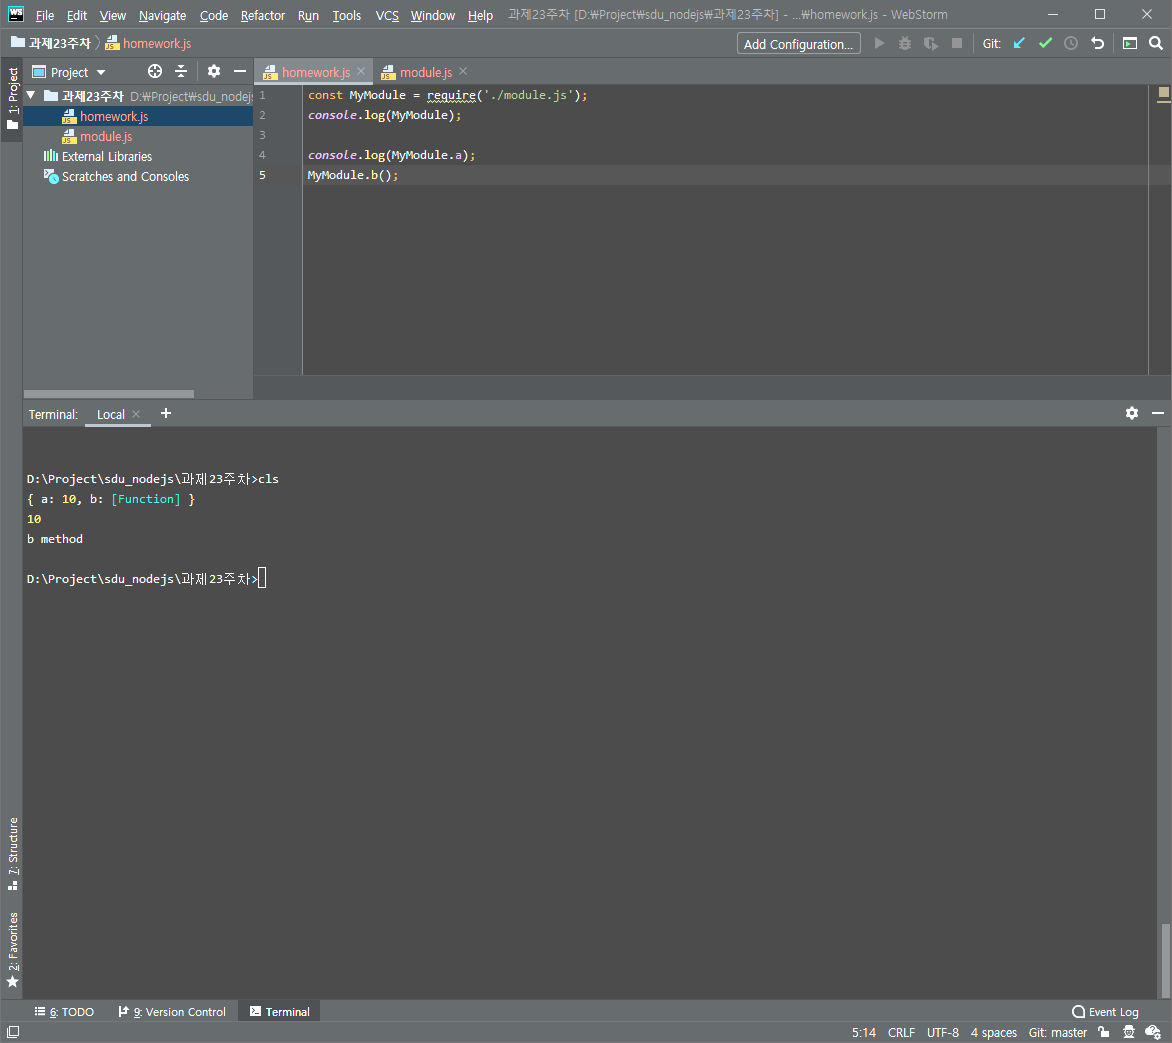 WS File Edit View Navigate Code Refactor Run Tools VCS Window Help 과제23주차 [D:₩Project₩sdu_nodejs₩과제23주차] - ...₩homework.js - WebStorm
과제23주차 homework.js Add Configuration... Git:
1: Project
Project homework.js module.js
과제23주차 D:₩Project₩sdu_nodejs
homework.js
module.js
External Libraries
Scratches and Consoles
1 const MyModule = require('./module.js');
2 console.log(MyModule);
3
4 console.log(MyModule.a);
5 MyModule.b();
Terminal: Local +
D:\Project\sdu_nodejs\과제23주차>cls
{ a: 10, b: [Function] }
10
b method
D:\Project\sdu_nodejs\과제23주차>
7: Structure
2: Favorites
6: TODO 9: Version Control Terminal Event Log
5:14 CRLF UTF-8 4 spaces Git: master